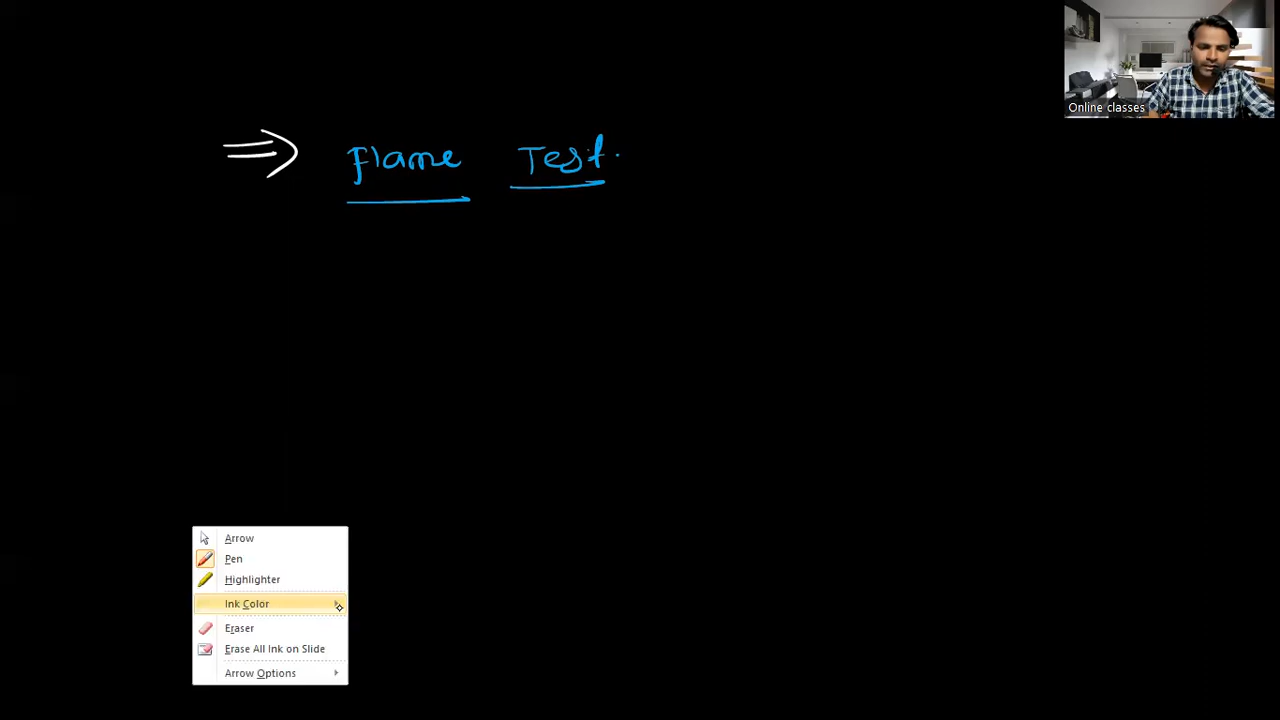 Online classes
⇒ Flame Test.
Arrow
Pen
Highlighter
Ink Color
Eraser
Erase All Ink on Slide
Arrow Options